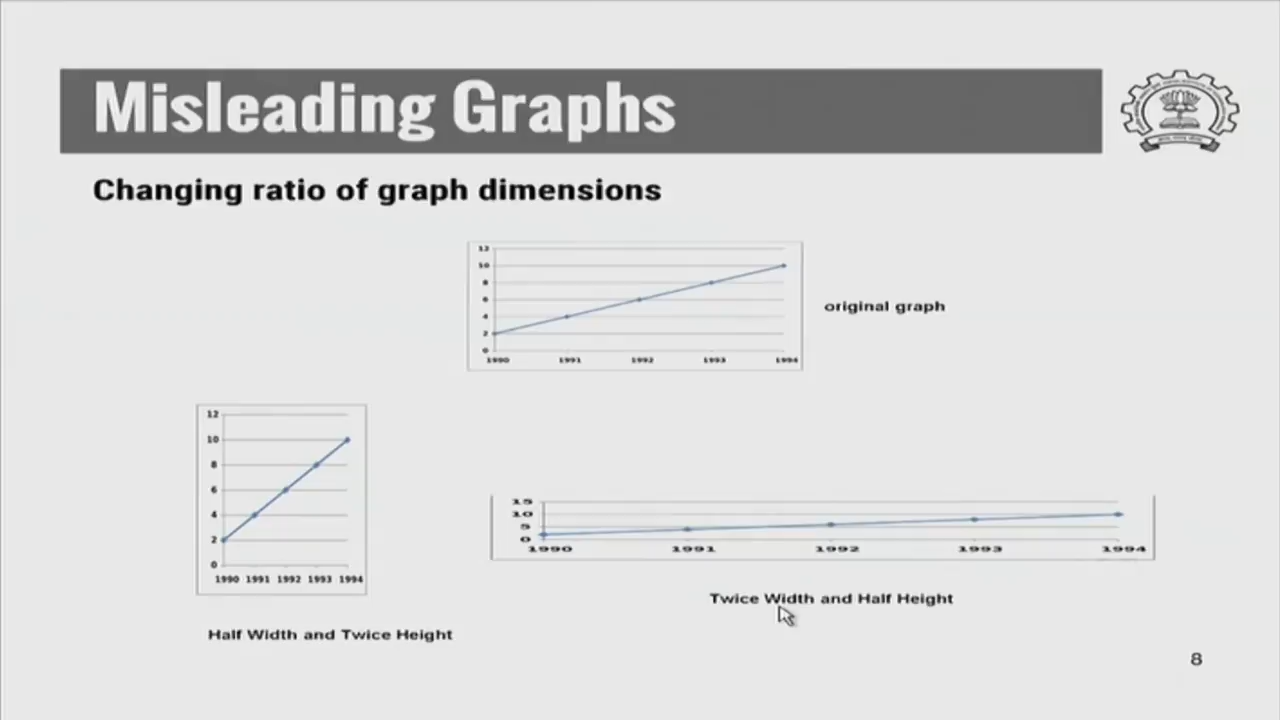 Misleading Graphs
Changing ratio of graph dimensions
12
10
8
6
4
2
0
1990 1991 1992 1993 1994
original graph
12
10
8
6
4
2
0
1990 1991 1992 1993 1994
Half Width and Twice Height
15
10
5
0
1990 1991 1992 1993 1994
Twice Width and Half Height
8